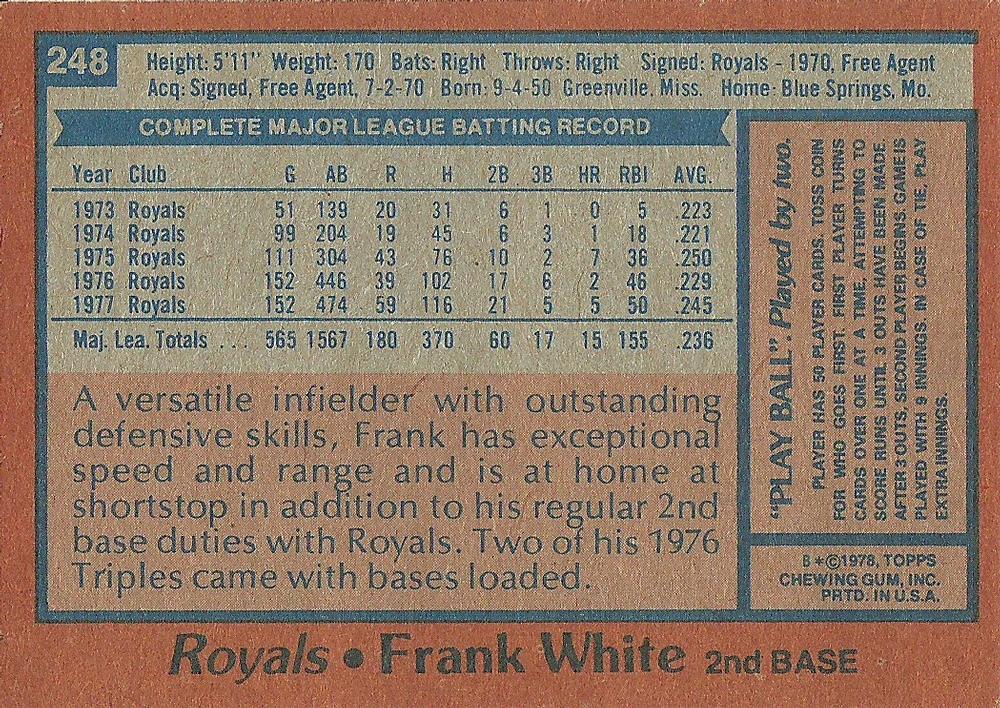 248
Height: 5'11" Weight: 170 Bats: Right Throws: Right Signed: Royals - 1970, Free Agent
Acq: Signed, Free Agent, 7-2-70 Born: 9-4-50 Greenville, Miss. Home: Blue Springs, Mo.
COMPLETE MAJOR LEAGUE BATTING RECORD
Year Club G AB R H 2B 3B HR RBI AVG.
1973 Royals 51 139 20 31 6 1 0 5 .223
1974 Royals 99 204 19 45 6 3 1 18 .221
1975 Royals 111 304 43 76 10 2 7 36 .250
1976 Royals 152 446 39 102 17 6 2 46 .229
1977 Royals 152 474 59 116 21 5 5 50 .245
Maj. Lea. Totals ... 565 1567 180 370 60 17 15 155 .236
A versatile infielder with outstanding
defensive skills, Frank has exceptional
speed and range and is at home at
shortstop in addition to his regular 2nd
base duties with Royals. Two of his 1976
Triples came with bases loaded.
"PLAY BALL". Played by two.
PLAYER HAS 50 PLAYER CARDS. TOSS COIN
FOR WHO GOES FIRST. FIRST PLAYER TURNS
CARDS OVER ONE AT A TIME, ATTEMPTING TO
SCORE RUNS UNTIL 3 OUTS HAVE BEEN MADE.
AFTER 3 OUTS, SECOND PLAYER BEGINS. GAME IS
PLAYED WITH 9 INNINGS. IN CASE OF TIE, PLAY
EXTRA INNINGS.
B*©1978, TOPPS
CHEWING GUM, INC.
PRTD. IN U.S.A.
Royals • Frank White 2nd BASE